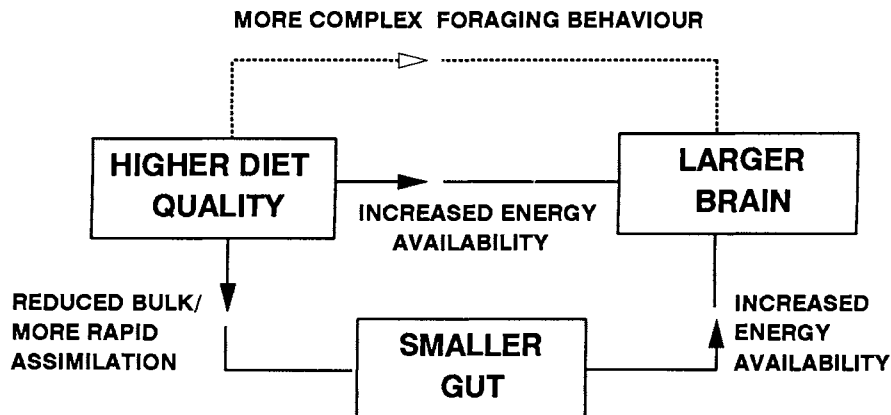 MORE COMPLEX FORAGING BEHAVIOUR
HIGHER DIET
QUALITY
LARGER
BRAIN
INCREASED ENERGY
AVAILABILITY
REDUCED BULK/
MORE RAPID
ASSIMILATION
SMALLER
GUT
INCREASED
ENERGY
AVAILABILITY